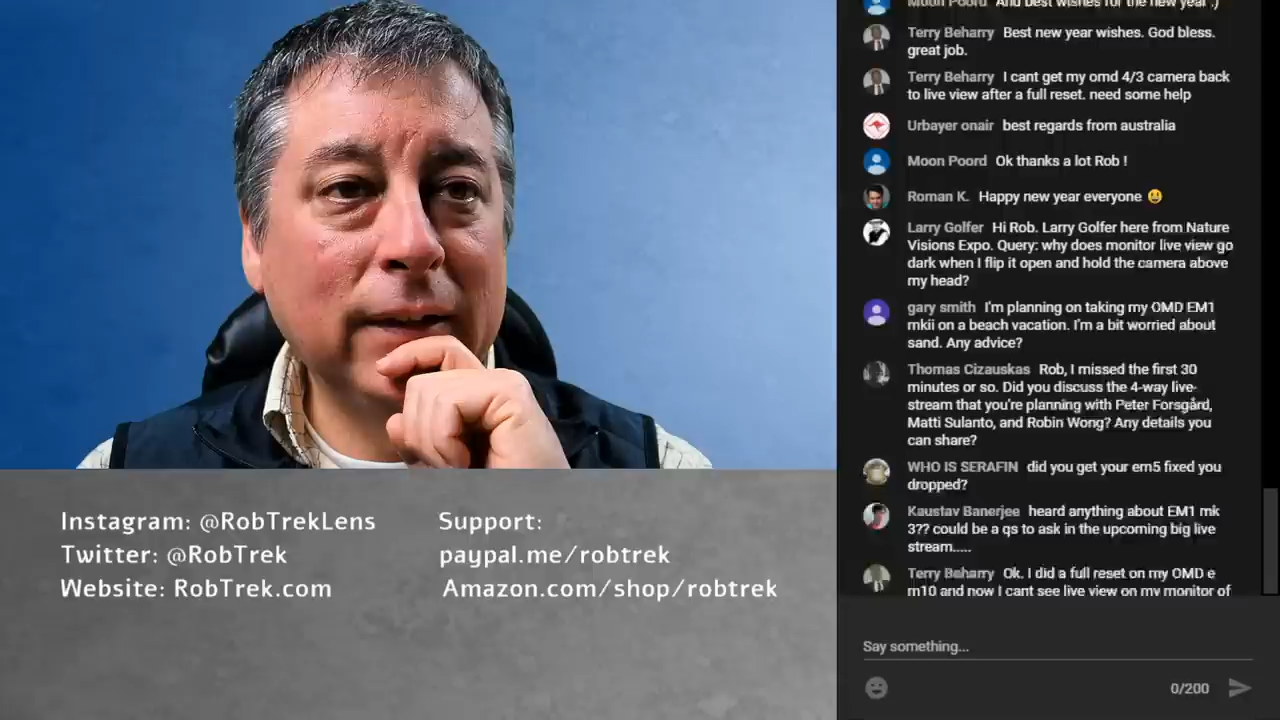 Instagram: @RobTrekLens
Twitter: @RobTrek
Website: RobTrek.com
Support:
paypal.me/robtrek
Amazon.com/shop/robtrek
Moon Poord And best wishes for the new year :)
Terry Beharry Best new year wishes. God bless.
great job.
Terry Beharry I cant get my omd 4/3 camera back
to live view after a full reset. need some help
Urbayer onair best regards from australia
Moon Poord Ok thanks a lot Rob !
Roman K. Happy new year everyone 😃
Larry Golfer Hi Rob. Larry Golfer here from Nature
Visions Expo. Query: why does monitor live view go
dark when I flip it open and hold the camera above
my head?
gary smith I'm planning on taking my OMD EM1
mkii on a beach vacation. I'm a bit worried about
sand. Any advice?
Thomas Cizauskas Rob, I missed the first 30
minutes or so. Did you discuss the 4-way live-
stream that you're planning with Peter Forsgård,
Matti Sulanto, and Robin Wong? Any details you
can share?
WHO IS SERAFIN did you get your em5 fixed you
dropped?
Kaustav Banerjee heard anything about EM1 mk
3?? could be a qs to ask in the upcoming big live
stream.....
Terry Beharry Ok. I did a full reset on my OMD e
m10 and now I cant see live view on my monitor of
Say something...
0/200